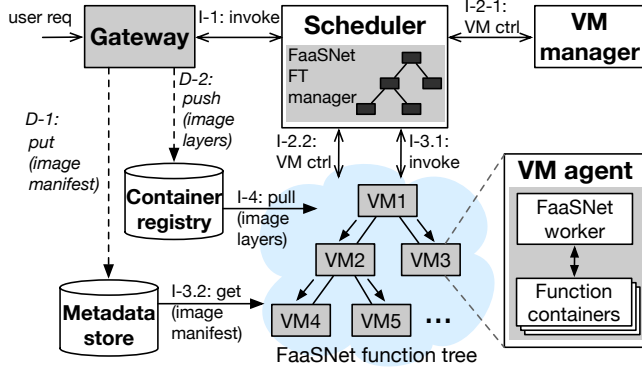 user req
Gateway
I-1: invoke
Scheduler
FaaSNet
FT
manager
I-2-1:
VM ctrl
VM
manager
D-1:
put
(image
manifest)
D-2:
push
(image
layers)
I-2.2:
VM ctrl
I-3.1:
invoke
Container
registry
I-4: pull
(image
layers)
VM1
VM2
VM3
VM4
VM5
...
FaaSNet function tree
Metadata
store
I-3.2: get
(image
manifest)
VM agent
FaaSNet
worker
Function
containers